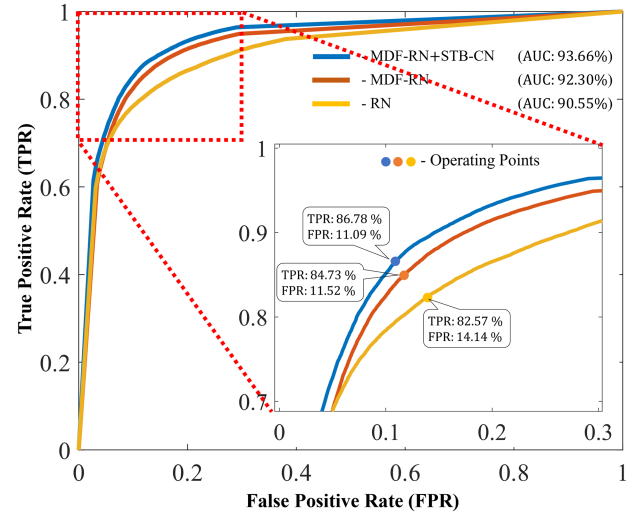 1
0.8
0.6
0.4
0.2
0
True Positive Rate (TPR)
- MDF-RN+STB-CN (AUC: 93.66%)
- MDF-RN (AUC: 92.30%)
- RN (AUC: 90.55%)
1
0.9
0.8
0.7
- Operating Points
TPR: 86.78 %
FPR: 11.09 %
TPR: 84.73 %
FPR: 11.52 %
TPR: 82.57 %
FPR: 14.14 %
0 0.1 0.2 0.3
0 0.2 0.4 0.6 0.8 1
False Positive Rate (FPR)